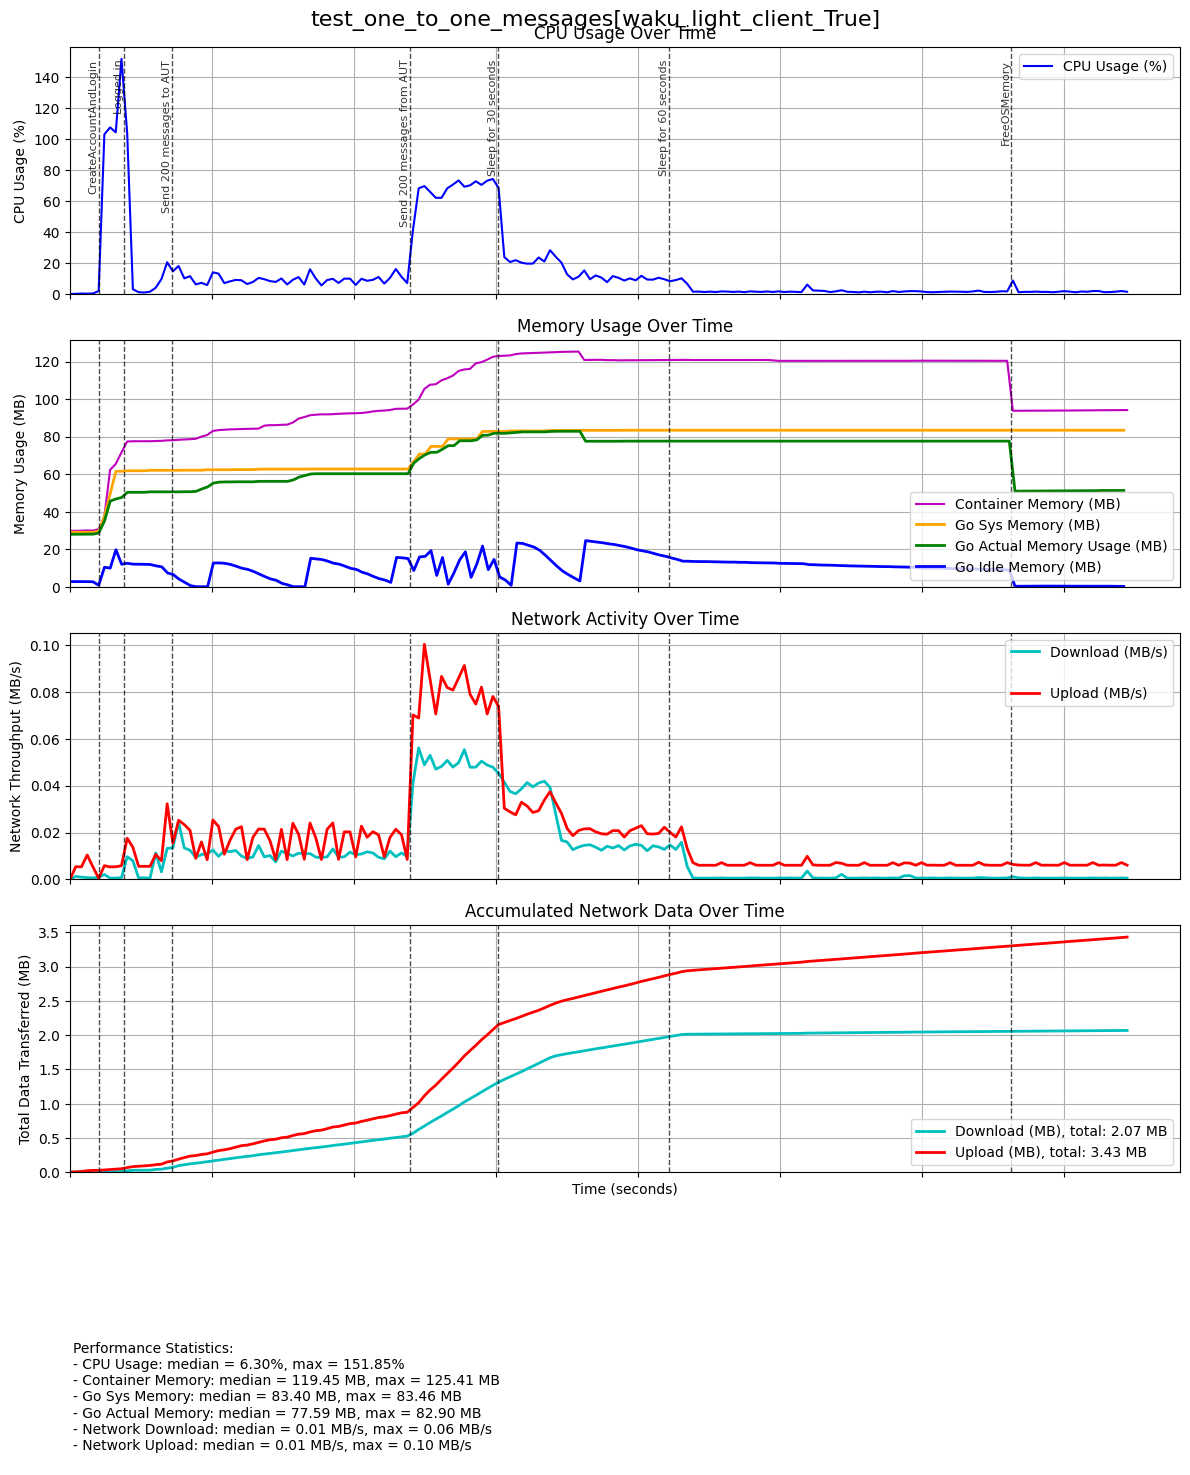 test_one_to_one_messages[waku_light_client_True]
CPU Usage Over Time
CPU Usage (%)
140
120
100
80
60
40
20
0
CreateAccountAndLogin
Logged in
Send 200 messages to AUT
Send 200 messages from AUT
Sleep for 30 seconds
Sleep for 60 seconds
FreeOSMemory
CPU Usage (%)
Memory Usage Over Time
Memory Usage (MB)
120
100
80
60
40
20
0
Container Memory (MB)
Go Sys Memory (MB)
Go Actual Memory Usage (MB)
Go Idle Memory (MB)
Network Activity Over Time
Network Throughput (MB/s)
0.10
0.08
0.06
0.04
0.02
0.00
Download (MB/s)
Upload (MB/s)
Accumulated Network Data Over Time
Total Data Transferred (MB)
3.5
3.0
2.5
2.0
1.5
1.0
0.5
0.0
Download (MB), total: 2.07 MB
Upload (MB), total: 3.43 MB
Time (seconds)
Performance Statistics:
- CPU Usage: median = 6.30%, max = 151.85%
- Container Memory: median = 119.45 MB, max = 125.41 MB
- Go Sys Memory: median = 83.40 MB, max = 83.46 MB
- Go Actual Memory: median = 77.59 MB, max = 82.90 MB
- Network Download: median = 0.01 MB/s, max = 0.06 MB/s
- Network Upload: median = 0.01 MB/s, max = 0.10 MB/s